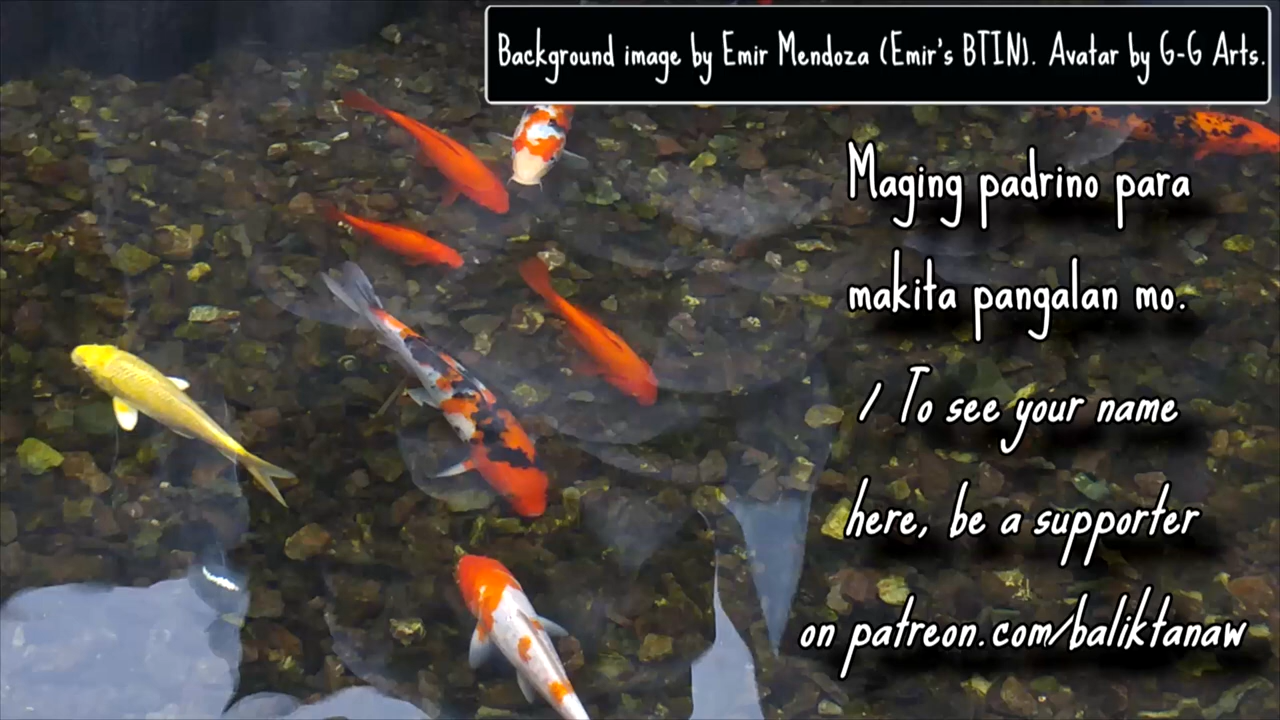 Background image by Emir Mendoza (Emir's BTIN). Avatar by G-G Arts.
Maging padrino para
makita pangalan mo.
/ To see your name
here, be a supporter
on patreon.com/baliktanaw